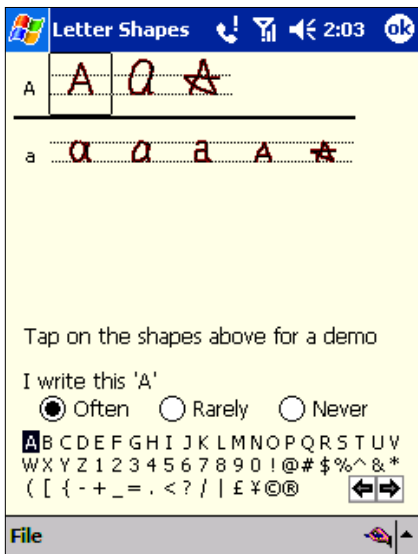 Letter Shapes 2:03 ok
A A a A
a a a a A A
Tap on the shapes above for a demo
I write this 'A'
Often Rarely Never
A B C D E F G H I J K L M N O P Q R S T U V
W X Y Z 1 2 3 4 5 6 7 8 9 0 ! @ # $ % ^ & *
( [ { - + _ = . < ? / | £ ¥ © ®
File